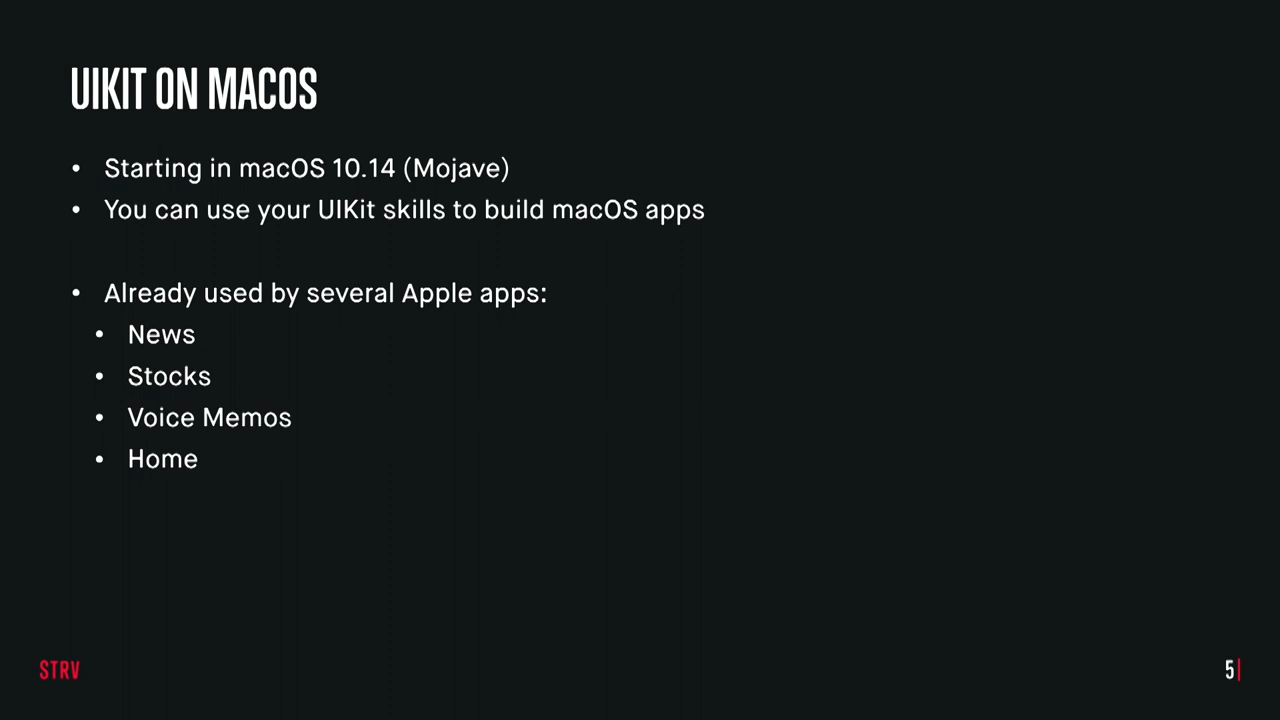 UIKIT ON MACOS
• Starting in macOS 10.14 (Mojave)
• You can use your UIKit skills to build macOS apps
• Already used by several Apple apps:
• News
• Stocks
• Voice Memos
• Home
STRV
5